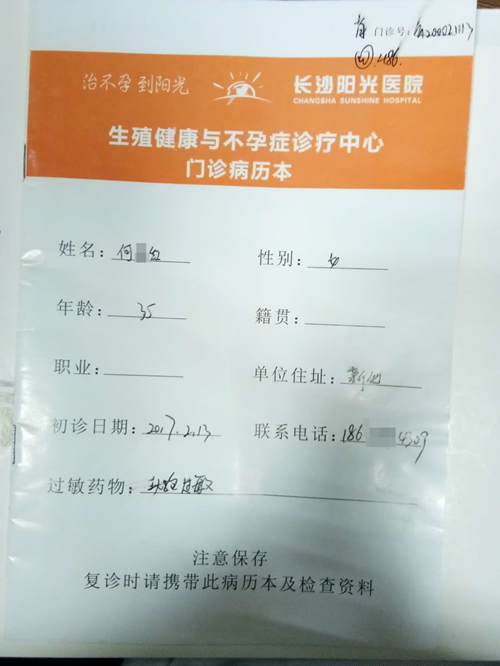 门诊号:
治不孕 到阳光 长沙阳光医院
CHANGSHA SUNSHINE HOSPITAL
生殖健康与不孕症诊疗中心
门诊病历本
姓名: 何 红 性别: 女
年龄: 35 籍贯:
职业: 单位住址:
初诊日期: 2017.2.13 联系电话: 186 4509
过敏药物:
注意保存
复诊时请携带此病历本及检查资料